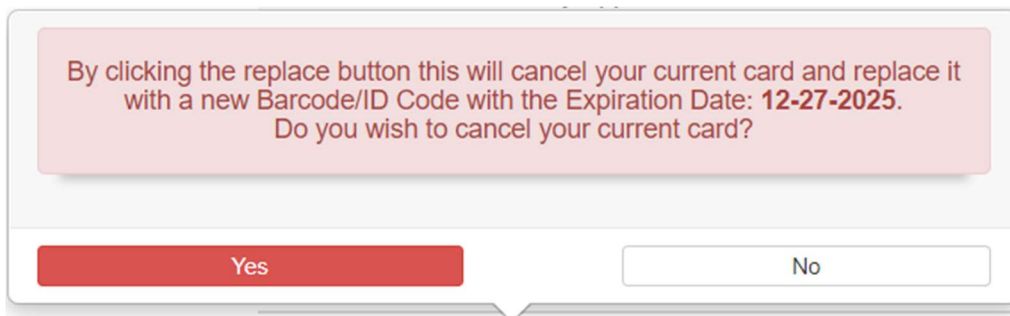 By clicking the replace button this will cancel your current card and replace it
with a new Barcode/ID Code with the Expiration Date: 12-27-2025.
Do you wish to cancel your current card?
Yes
No